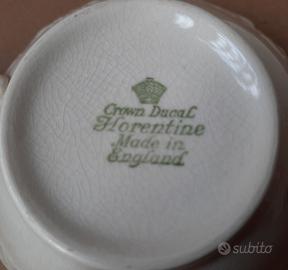 Crown Ducal
Florentine
Made in
England
subito